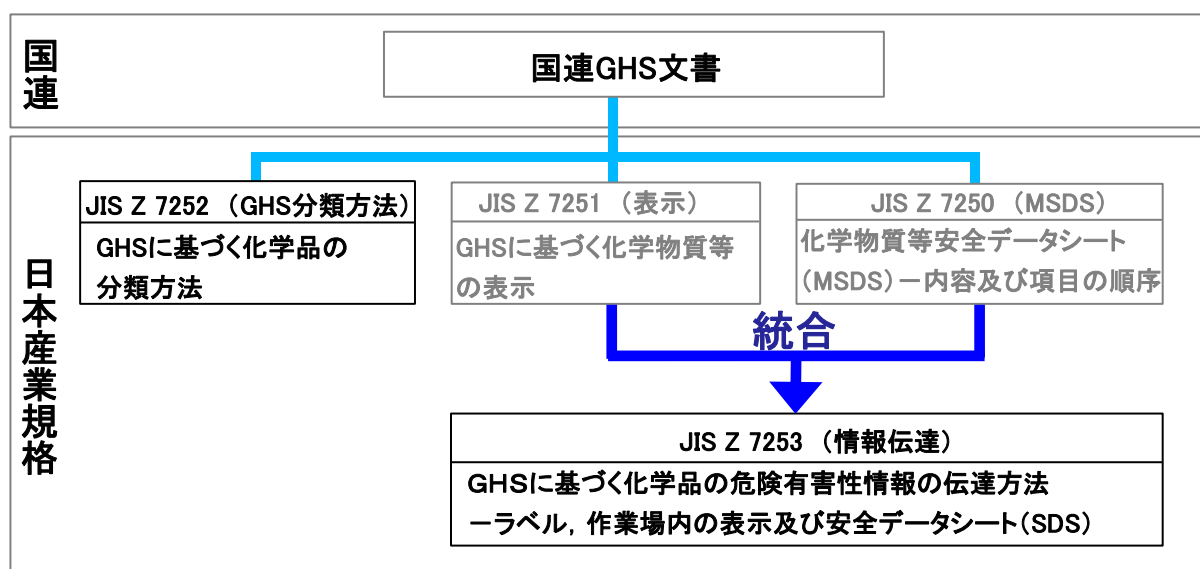 国連
国連GHS文書
日本産業規格
JIS Z 7252 (GHS分類方法)
GHSに基づく化学品の
分類方法
JIS Z 7251 (表示)
GHSに基づく化学物質等
の表示
JIS Z 7250 (MSDS)
化学物質等安全データシート
(MSDS)－内容及び項目の順序
統合
JIS Z 7253 (情報伝達)
GHSに基づく化学品の危険有害性情報の伝達方法
－ラベル，作業場内の表示及び安全データシート(SDS)